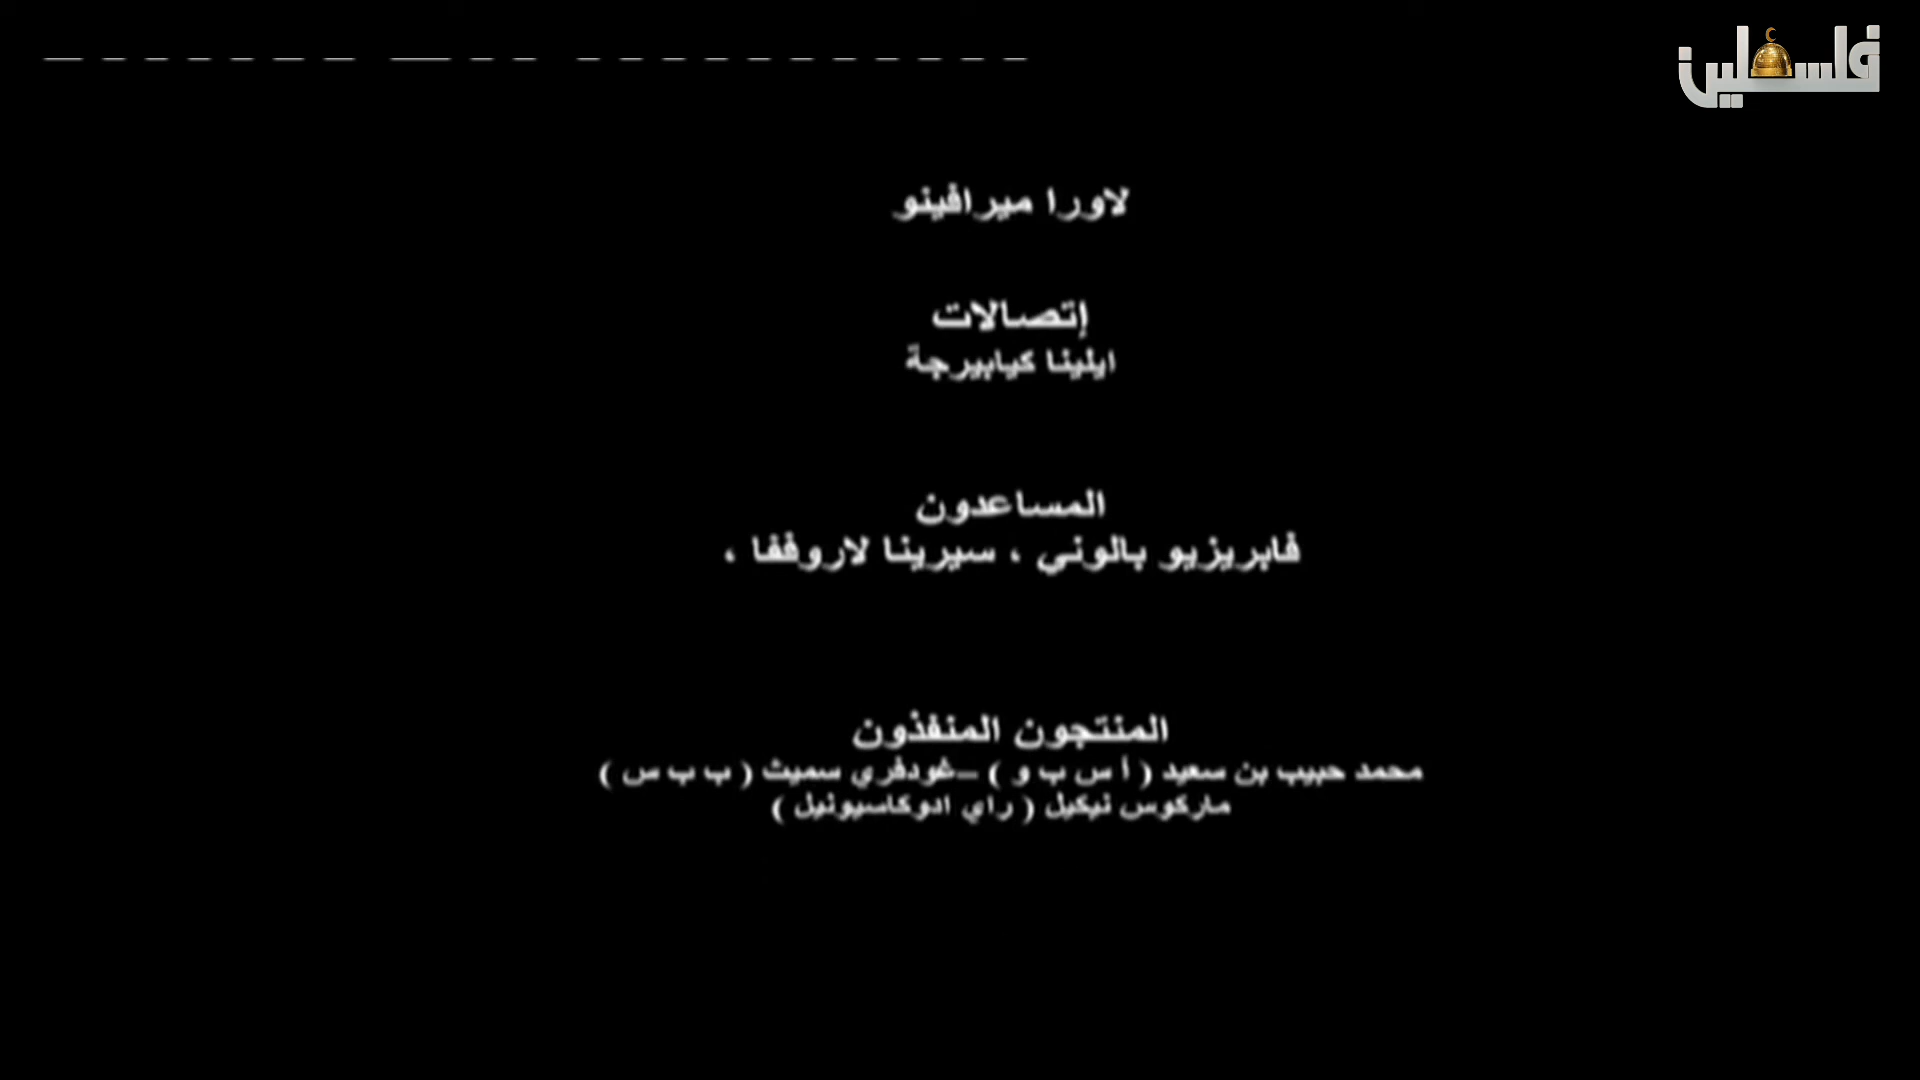 فلسطين
لاورا ميرافينو
إتصالات
ايلينا كيابيرجة
المساعدون
فابريزيو بالوني ، سيرينا لاروففا ،
المنتجون المنفذون
محمد حبيب بن سعيد ( أ س ب و ) –غودفري سميث ( ب ب س )
ماركوس نيكيل ( راي ادوكاسيونيل )